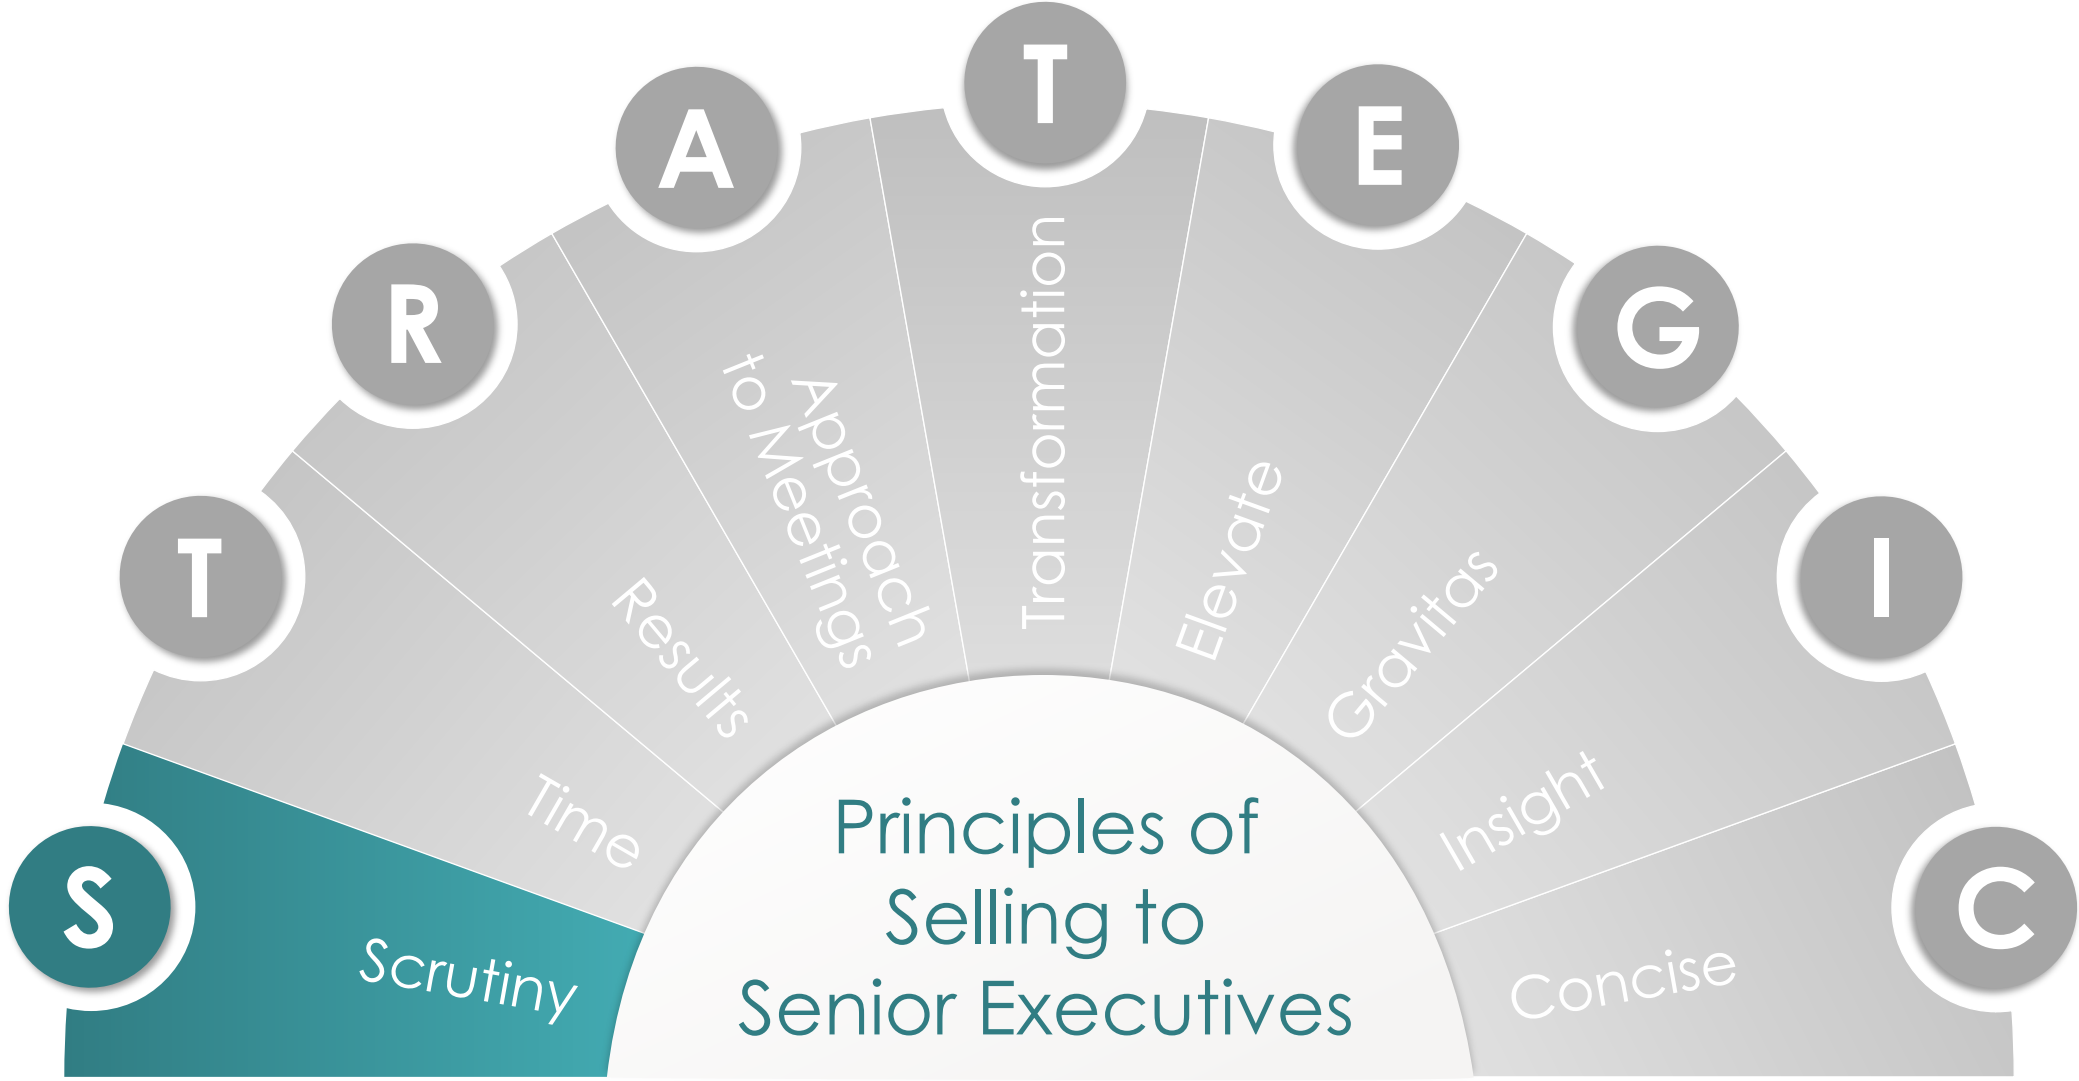 S
Scrutiny
T
Time
R
Results
A
Approach
to Meetings
T
Transformation
E
Elevate
G
Gravitas
I
Insight
C
Concise
Principles of
Selling to
Senior Executives